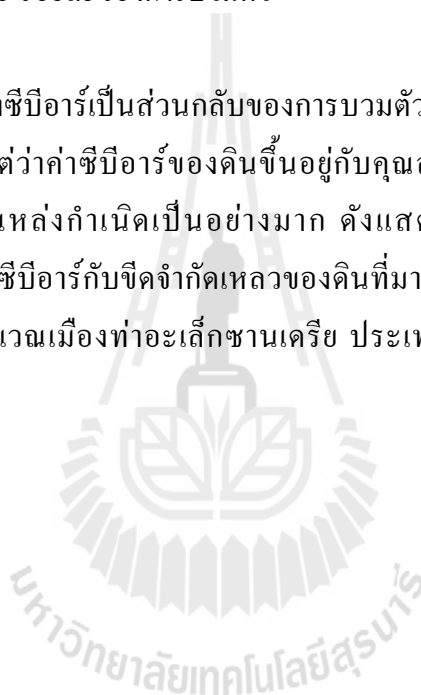 าซีบีอาร์เป็นส่วนกลับของการบวมตัว
ต่ว่าค่าซีบีอาร์ของดินขึ้นอยู่กับคุณส
แหล่งกำเนิดเป็นอย่างมาก ดังแสด
ซีบีอาร์กับขีดจำกัดเหลวของดินที่มา
เวณเมืองท่าอะเล็กซานเดรีย ประเท
มหาวิทยาลัยเทคโนโลยีสุรนารี